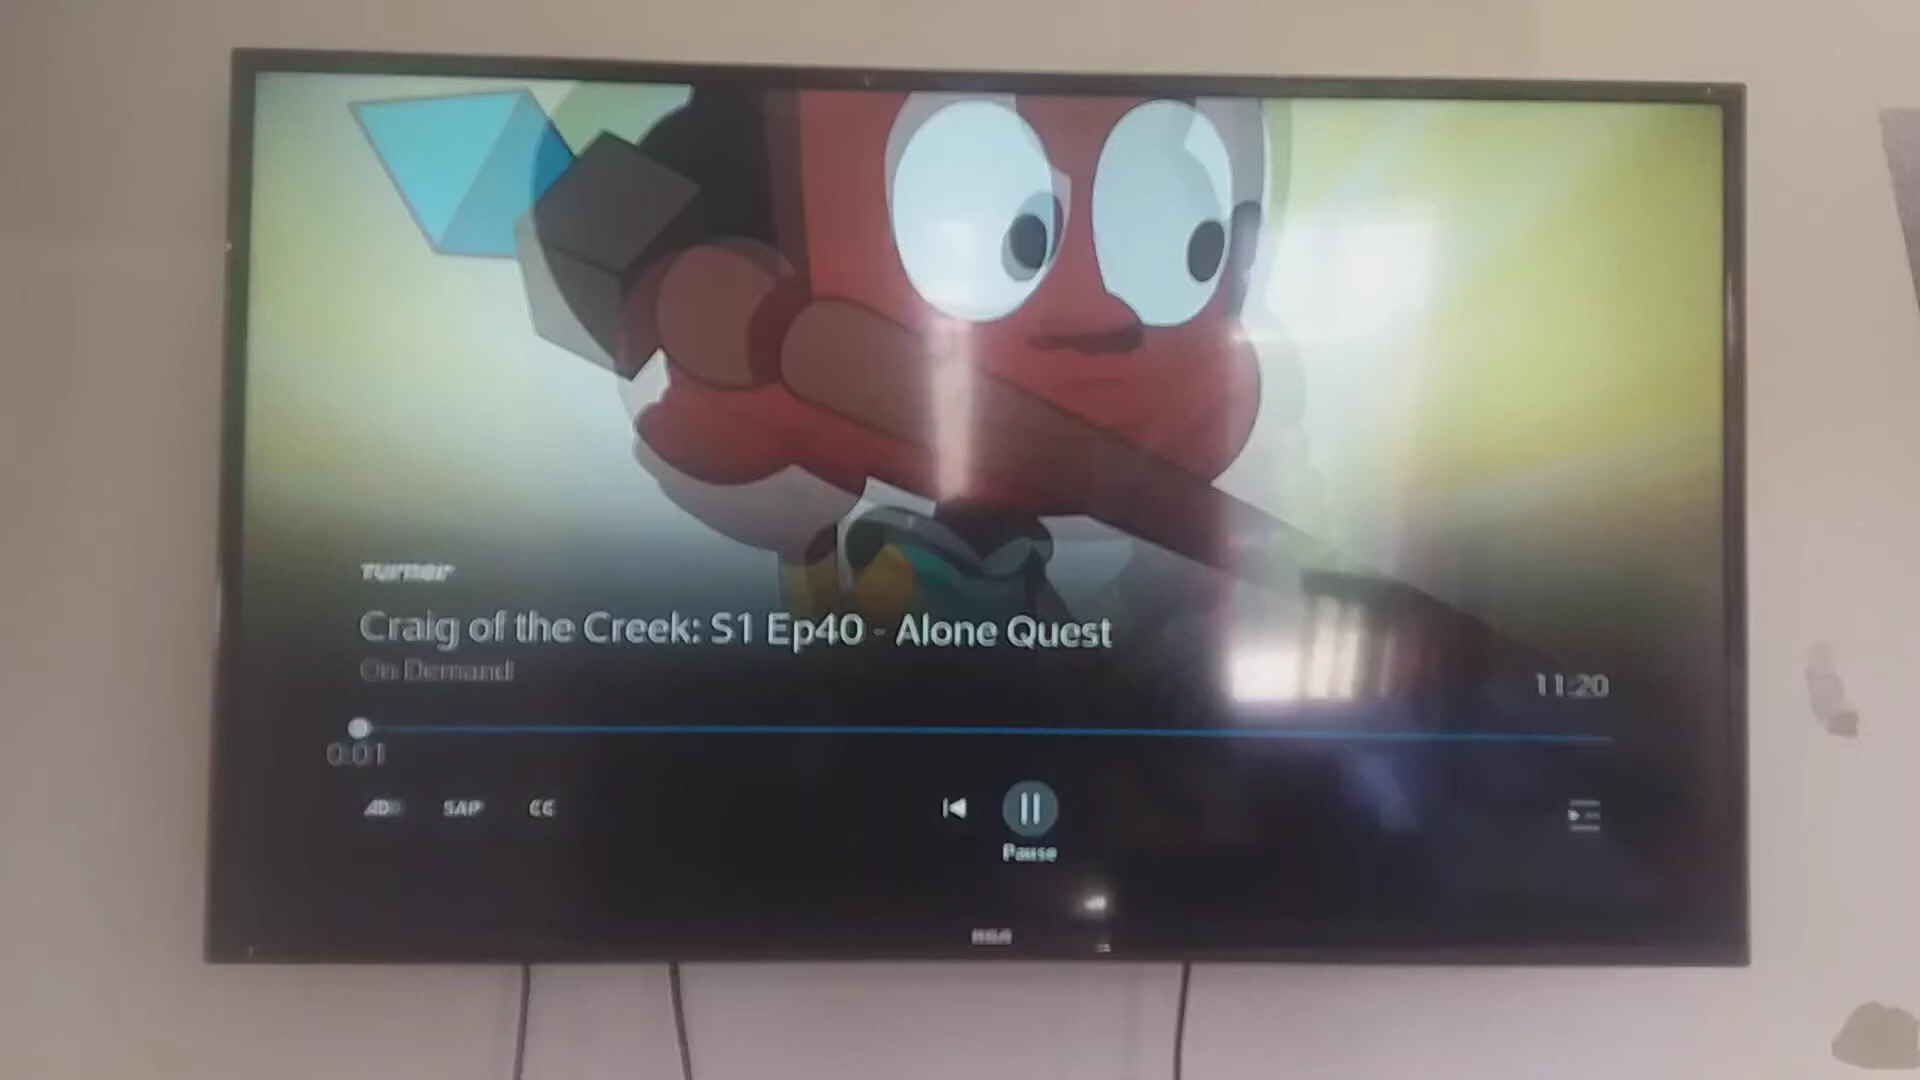 Turner
Craig of the Creek: S1 Ep40 - Alone Quest
On Demand
11:20
0:01
AD SAP CC
Pause
RCA